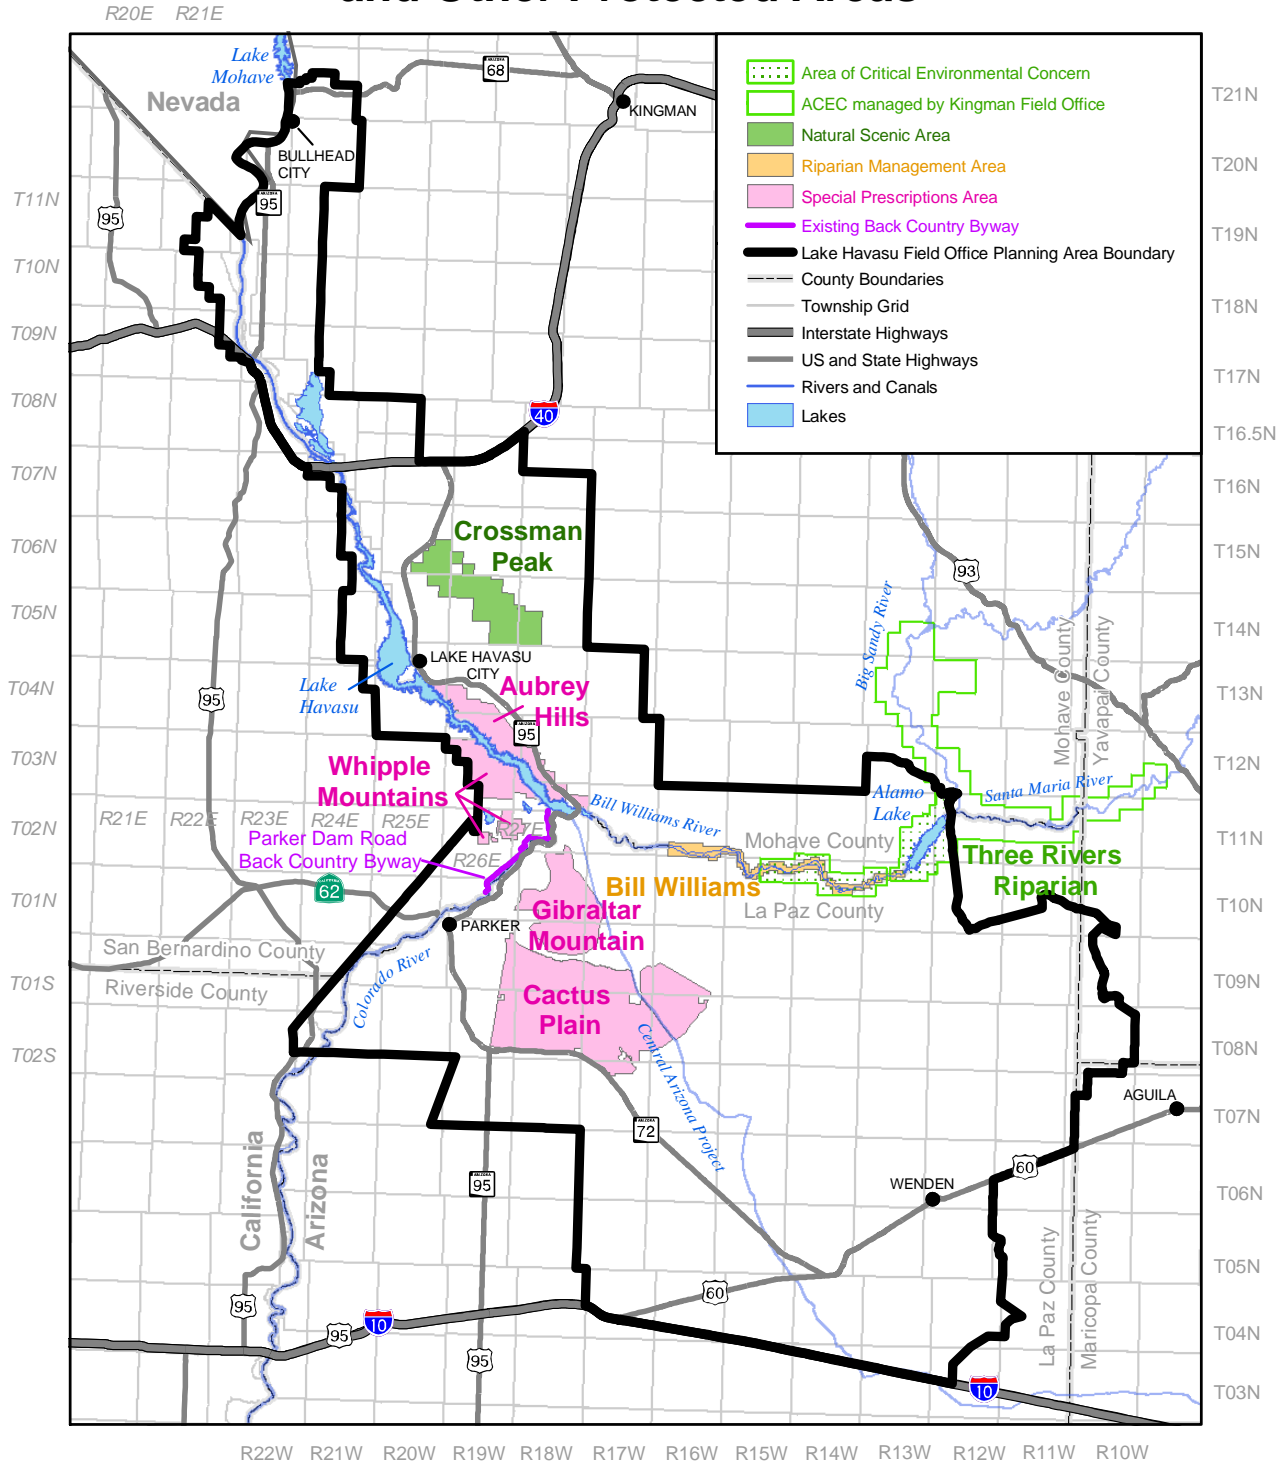 and Other Protected Areas
R20E R21E
Lake
Mohave
Nevada
ARIZONA
68
KINGMAN
BULLHEAD
CITY
95
ARIZONA
95
Area of Critical Environmental Concern
ACEC managed by Kingman Field Office
Natural Scenic Area
Riparian Management Area
Special Prescriptions Area
Existing Back Country Byway
Lake Havasu Field Office Planning Area Boundary
County Boundaries
Township Grid
Interstate Highways
US and State Highways
Rivers and Canals
Lakes
T11N
T10N
T09N
T08N
T07N
T06N
T05N
T04N
T03N
T02N
T01N
T01S
T02S
T21N
T20N
T19N
T18N
T17N
T16.5N
T16N
T15N
T14N
T13N
T12N
T11N
T10N
T09N
T08N
T07N
T06N
T05N
T04N
T03N
40
Crossman
Peak
93
Big Sandy River
Mohave County
Yavapai County
LAKE HAVASU
CITY
Lake
Havasu
95
Aubrey
Hills
ARIZONA
95
Whipple
Mountains
R21E R22E R23E R24E R25E
R27E
R26E
Parker Dam Road
Back Country Byway
Bill Williams River
Mohave County
Alamo
Lake
Santa Maria River
Three Rivers
Riparian
Bill Williams
La Paz County
62
PARKER
Gibraltar
Mountain
San Bernardino County
Riverside County
Colorado River
Cactus
Plain
Central Arizona Project
AGUILA
72
60
WENDEN
California
Arizona
ARIZONA
95
La Paz County
Maricopa County
60
95
95
10
95
10
R22W R21W R20W R19W R18W R17W R16W R15W R14W R13W R12W R11W R10W